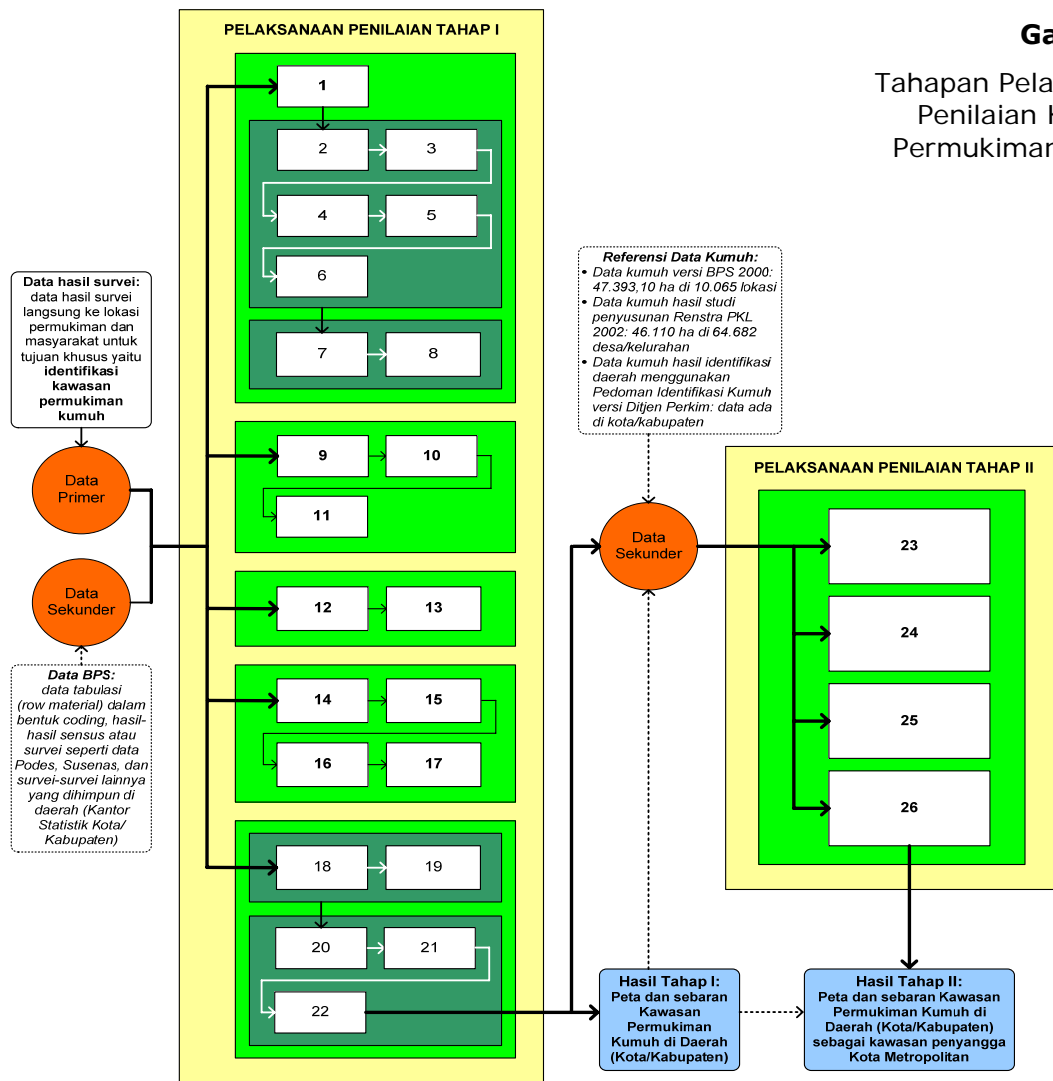 PELAKSANAAN PENILAIAN TAHAP I
1
2
3
4
5
6
7
8
9
10
11
12
13
14
15
16
17
18
19
20
21
22
Data hasil survei:
data hasil survei
langsung ke lokasi
permukiman dan
masyarakat untuk
tujuan khusus yaitu
identifikasi
kawasan
permukiman
kumuh
Data
Primer
Data
Sekunder
Data BPS:
data tabulasi
(row material) dalam
bentuk coding, hasil-
hasil sensus atau
survei seperti data
Podes, Susenas, dan
survei-survei lainnya
yang dihimpun di
daerah (Kantor
Statistik Kota/
Kabupaten)
Tahapan
Penilaian
Permukiman
Referensi Data Kumuh:
• Data kumuh versi BPS 2000:
47.393,10 ha di 10.065 lokasi
• Data kumuh hasil studi
penyusunan Renstra PKL
2002: 46.110 ha di 64.682
desa/kelurahan
• Data kumuh hasil identifikasi
daerah menggunakan
Pedoman Identifikasi Kumuh
versi Ditjen Perkim: data ada
di kota/kabupaten
Data
Sekunder
PELAKSANAAN PENILAIAN TAHAP II
23
24
25
26
Hasil Tahap I:
Peta dan sebaran
Kawasan
Permukiman
Kumuh di Daerah
(Kota/Kabupaten)
Hasil Tahap II:
Peta dan sebaran Kawasan
Permukiman Kumuh di
Daerah (Kota/Kabupaten)
sebagai kawasan penyangga
Kota Metropolitan